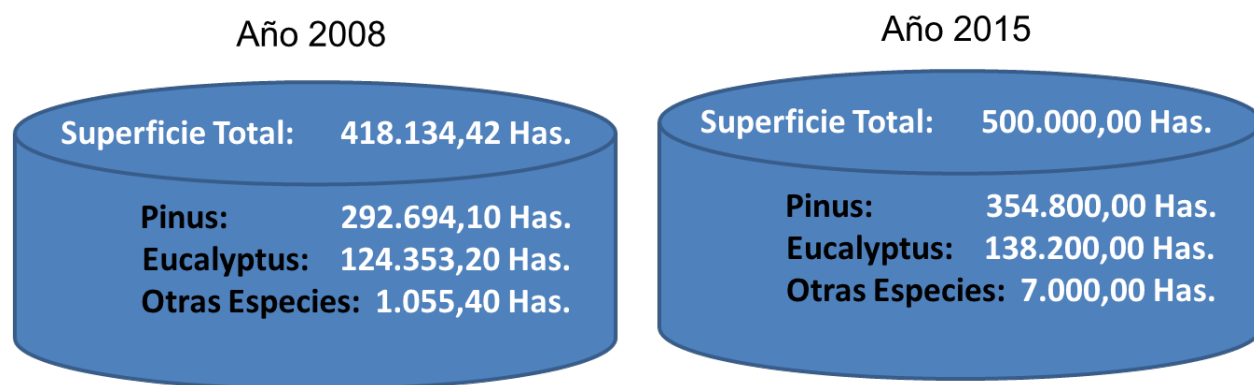 Año 2008
Superficie Total: 418.134,42 Has.
Pinus: 292.694,10 Has.
Eucalyptus: 124.353,20 Has.
Otras Especies: 1.055,40 Has.
Año 2015
Superficie Total: 500.000,00 Has.
Pinus: 354.800,00 Has.
Eucalyptus: 138.200,00 Has.
Otras Especies: 7.000,00 Has.